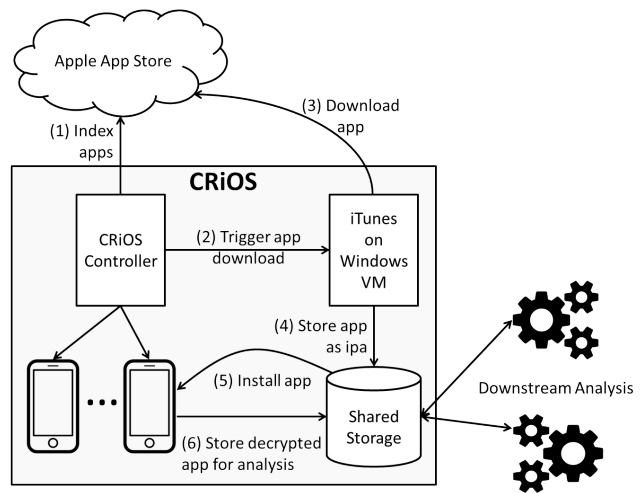 Apple App Store
(1) Index
apps
(3) Download
app
CRiOS
CRiOS
Controller
(2) Trigger app
download
iTunes
on
Windows
VM
(4) Store app
as ipa
(5) Install app
Shared
Storage
(6) Store decrypted
app for analysis
Downstream Analysis